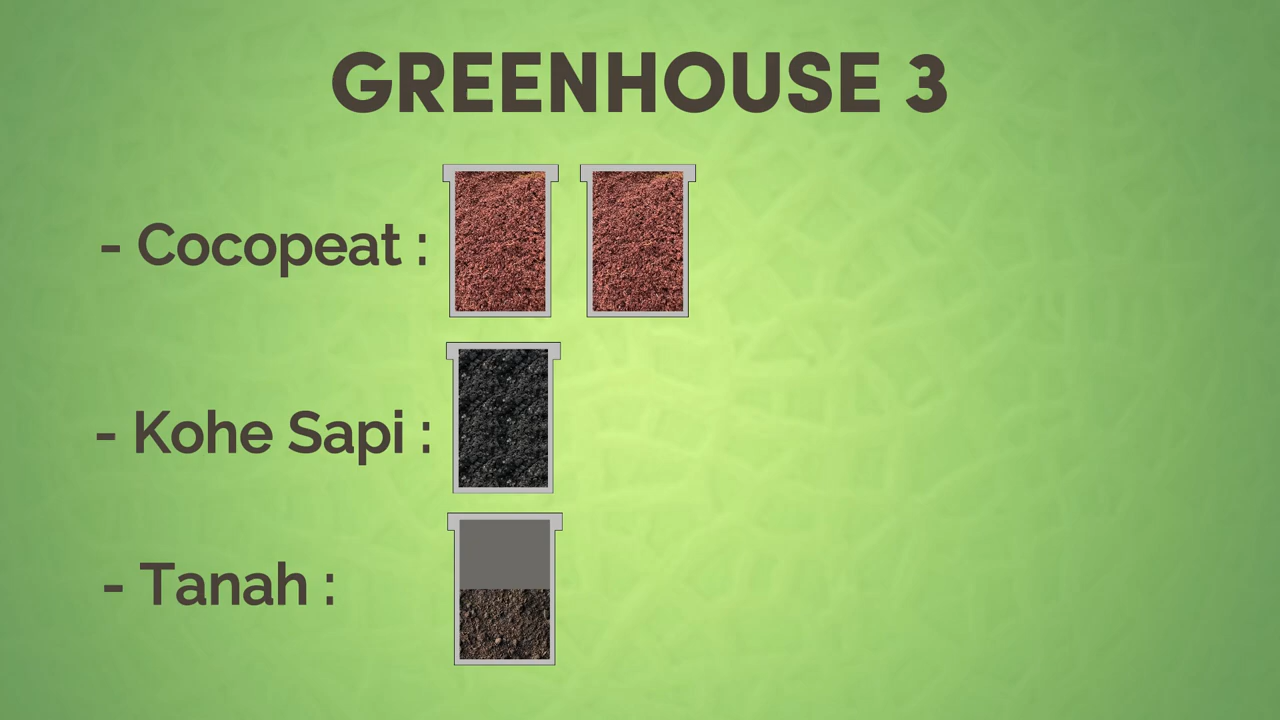 GREENHOUSE 3
- Cocopeat :
- Kohe Sapi :
- Tanah :